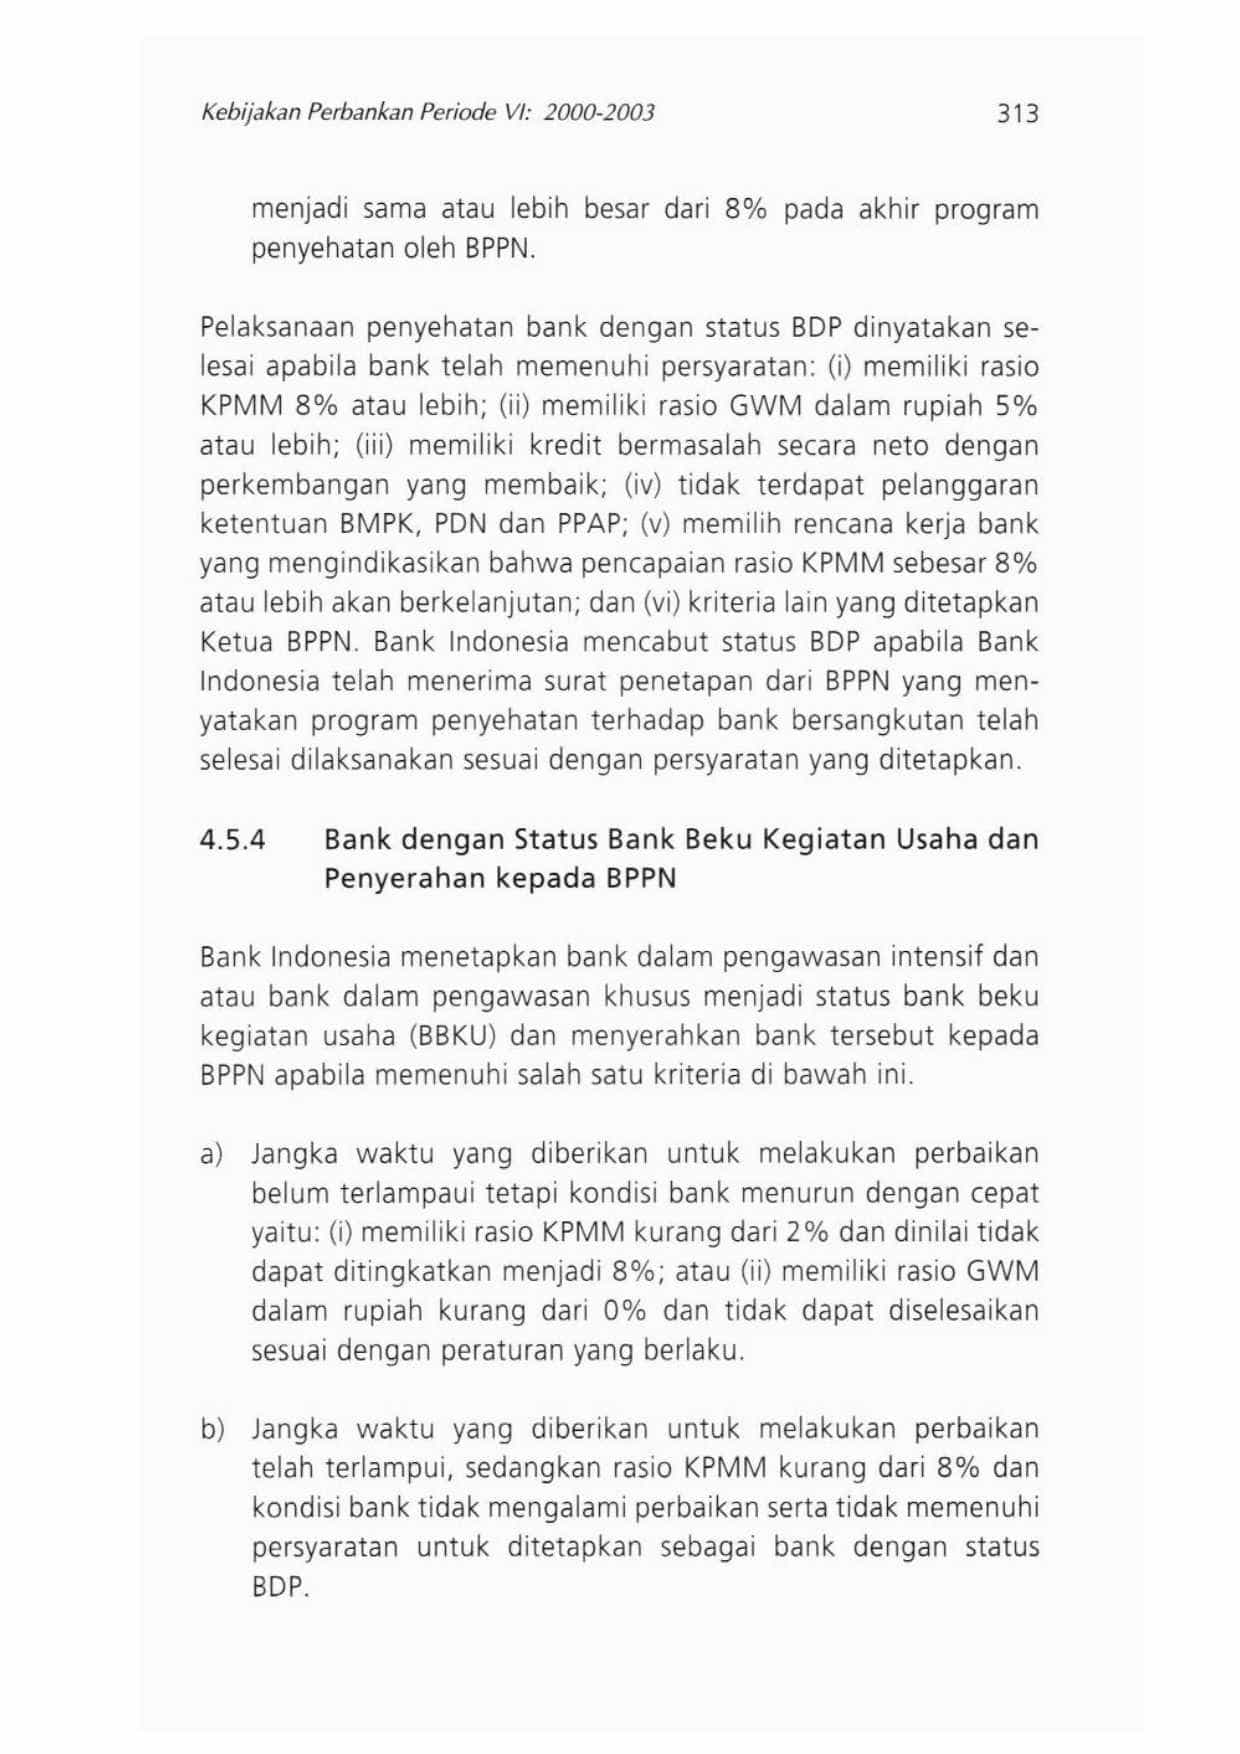 Kebijakan Perbankan Periode VI: 2000-2003 313
menjadi sama atau lebih besar dari 8% pada akhir program
penyehatan oleh BPPN.
Pelaksanaan penyehatan bank dengan status BDP dinyatakan se-
lesai apabila bank telah memenuhi persyaratan: (i) memiliki rasio
KPMM 8% atau lebih; (ii) memiliki rasio GWM dalam rupiah 5%
atau lebih; (iii) memiliki kredit bermasalah secara neto dengan
perkembangan yang membaik; (iv) tidak terdapat pelanggaran
ketentuan BMPK, PDN dan PPAP; (v) memilih rencana kerja bank
yang mengindikasikan bahwa pencapaian rasio KPMM sebesar 8%
atau lebih akan berkelanjutan; dan (vi) kriteria lain yang ditetapkan
Ketua BPPN. Bank Indonesia mencabut status BDP apabila Bank
Indonesia telah menerima surat penetapan dari BPPN yang men-
yatakan program penyehatan terhadap bank bersangkutan telah
selesai dilaksanakan sesuai dengan persyaratan yang ditetapkan.
4.5.4 Bank dengan Status Bank Beku Kegiatan Usaha dan
Penyerahan kepada BPPN
Bank Indonesia menetapkan bank dalam pengawasan intensif dan
atau bank dalam pengawasan khusus menjadi status bank beku
kegiatan usaha (BBKU) dan menyerahkan bank tersebut kepada
BPPN apabila memenuhi salah satu kriteria di bawah ini.
a) Jangka waktu yang diberikan untuk melakukan perbaikan
belum terlampaui tetapi kondisi bank menurun dengan cepat
yaitu: (i) memiliki rasio KPMM kurang dari 2% dan dinilai tidak
dapat ditingkatkan menjadi 8%; atau (ii) memiliki rasio GWM
dalam rupiah kurang dari 0% dan tidak dapat diselesaikan
sesuai dengan peraturan yang berlaku.
b) Jangka waktu yang diberikan untuk melakukan perbaikan
telah terlampui, sedangkan rasio KPMM kurang dari 8% dan
kondisi bank tidak mengalami perbaikan serta tidak memenuhi
persyaratan untuk ditetapkan sebagai bank dengan status
BDP.